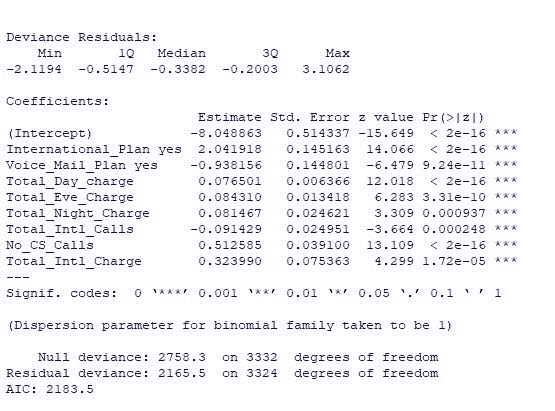 Deviance Residuals:
    Min      1Q   Median      3Q     Max
-2.1194  -0.5147  -0.3382  -0.2003   3.1062
Coefficients:
                        Estimate Std. Error z value Pr(>|z|)
(Intercept)            -8.048863   0.514337 -15.649  < 2e-16 ***
International_Plan yes  2.041918   0.145163  14.066  < 2e-16 ***
Voice_Mail_Plan yes    -0.938156   0.144801  -6.479 9.24e-11 ***
Total_Day_charge        0.076501   0.006366  12.018  < 2e-16 ***
Total_Eve_Charge        0.084310   0.013418   6.283 3.31e-10 ***
Total_Night_Charge      0.081467   0.024621   3.309 0.000937 ***
Total_Intl_Calls       -0.091429   0.024951  -3.664 0.000248 ***
No_CS_Calls             0.512585   0.039100  13.109  < 2e-16 ***
Total_Intl_Charge       0.323990   0.075363   4.299 1.72e-05 ***
---
Signif. codes:  0 ‘***’ 0.001 ‘**’ 0.01 ‘*’ 0.05 ‘.’ 0.1 ‘ ’ 1
(Dispersion parameter for binomial family taken to be 1)
    Null deviance: 2758.3  on 3332  degrees of freedom
Residual deviance: 2165.5  on 3324  degrees of freedom
AIC: 2183.5